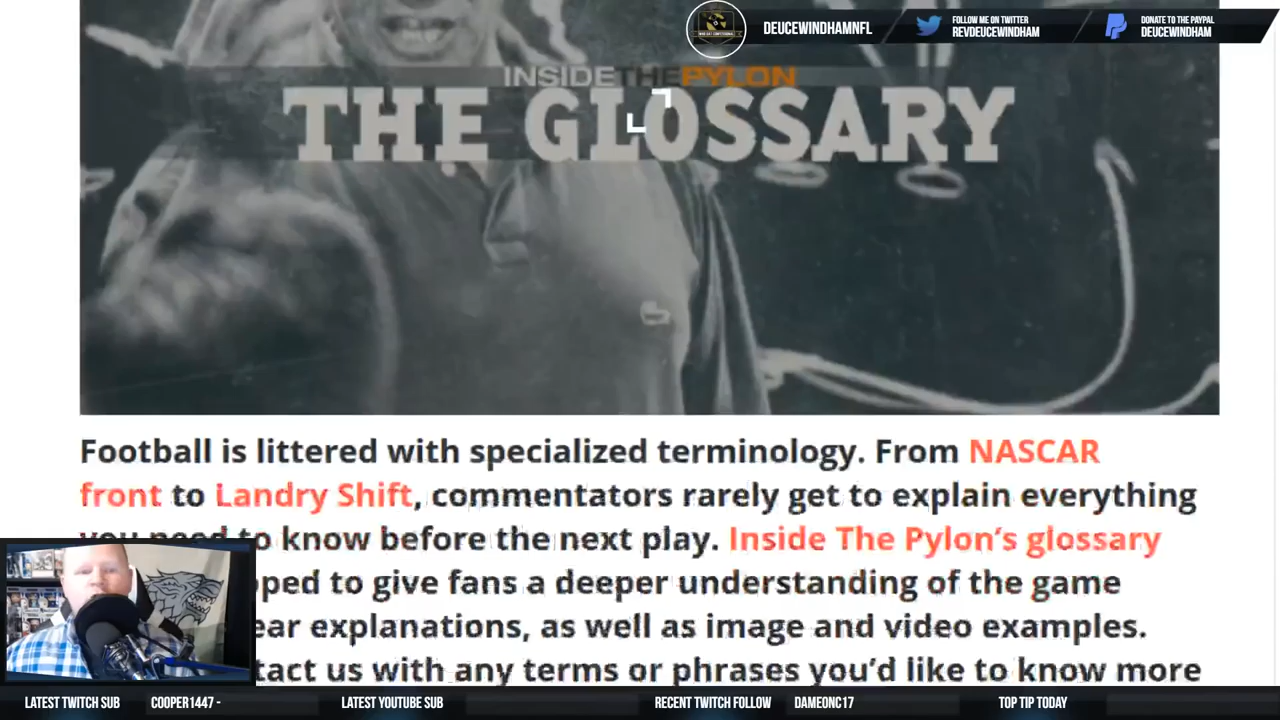 DEUCEWINDHAMNFL
FOLLOW ME ON TWITTER
REVDEUCEWINDHAM
DONATE TO THE PAYPAL
DEUCEWINDHAM
INSIDETHEPYLON
THE GLOSSARY
Football is littered with specialized terminology. From NASCAR
front to Landry Shift, commentators rarely get to explain everything
you need to know before the next play. Inside The Pylon's glossary
oped to give fans a deeper understanding of the game
ear explanations, as well as image and video examples.
tact us with any terms or phrases you'd like to know more
LATEST TWITCH SUB COOPER1447 - LATEST YOUTUBE SUB RECENT TWITCH FOLLOW DAMEONC17 TOP TIP TODAY